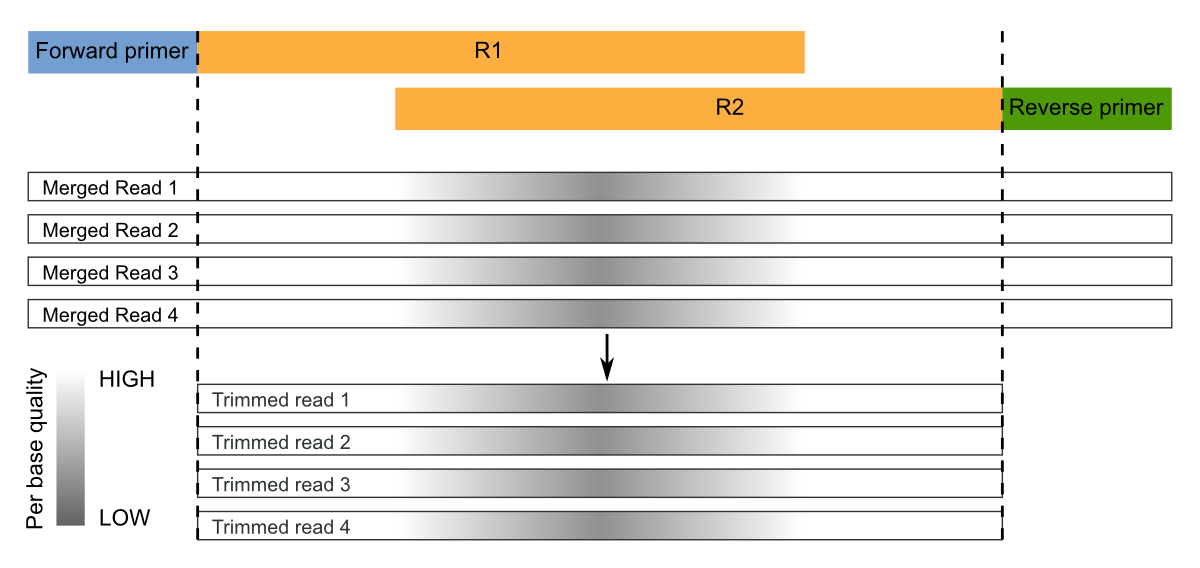 Forward primer
R1
R2
Reverse primer
Merged Read 1
Merged Read 2
Merged Read 3
Merged Read 4
Per base quality
HIGH
LOW
Trimmed read 1
Trimmed read 2
Trimmed read 3
Trimmed read 4